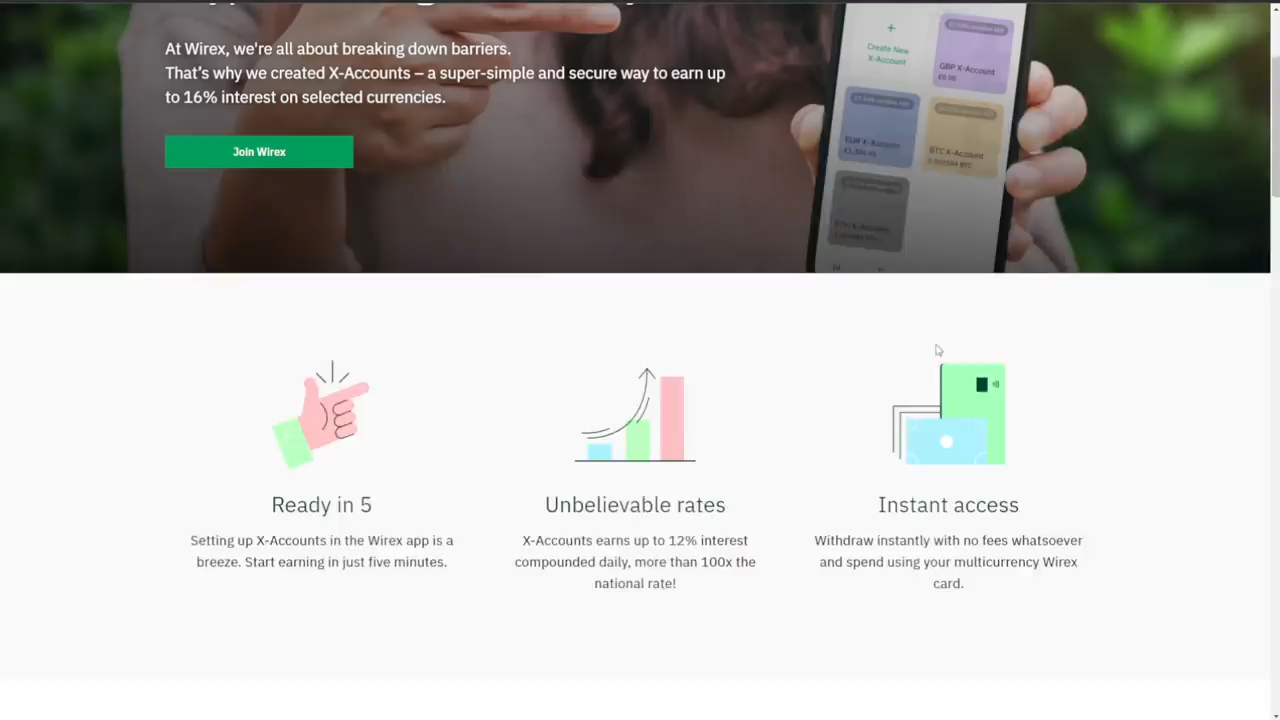 At Wirex, we're all about breaking down barriers.
That's why we created X-Accounts – a super-simple and secure way to earn up
to 16% interest on selected currencies.
Join Wirex
Create New
X-Account
GBP X-Account
£0.00
EUR X-Account
BTC X-Account
Ready in 5
Setting up X-Accounts in the Wirex app is a
breeze. Start earning in just five minutes.
Unbelievable rates
X-Accounts earns up to 12% interest
compounded daily, more than 100x the
national rate!
Instant access
Withdraw instantly with no fees whatsoever
and spend using your multicurrency Wirex
card.